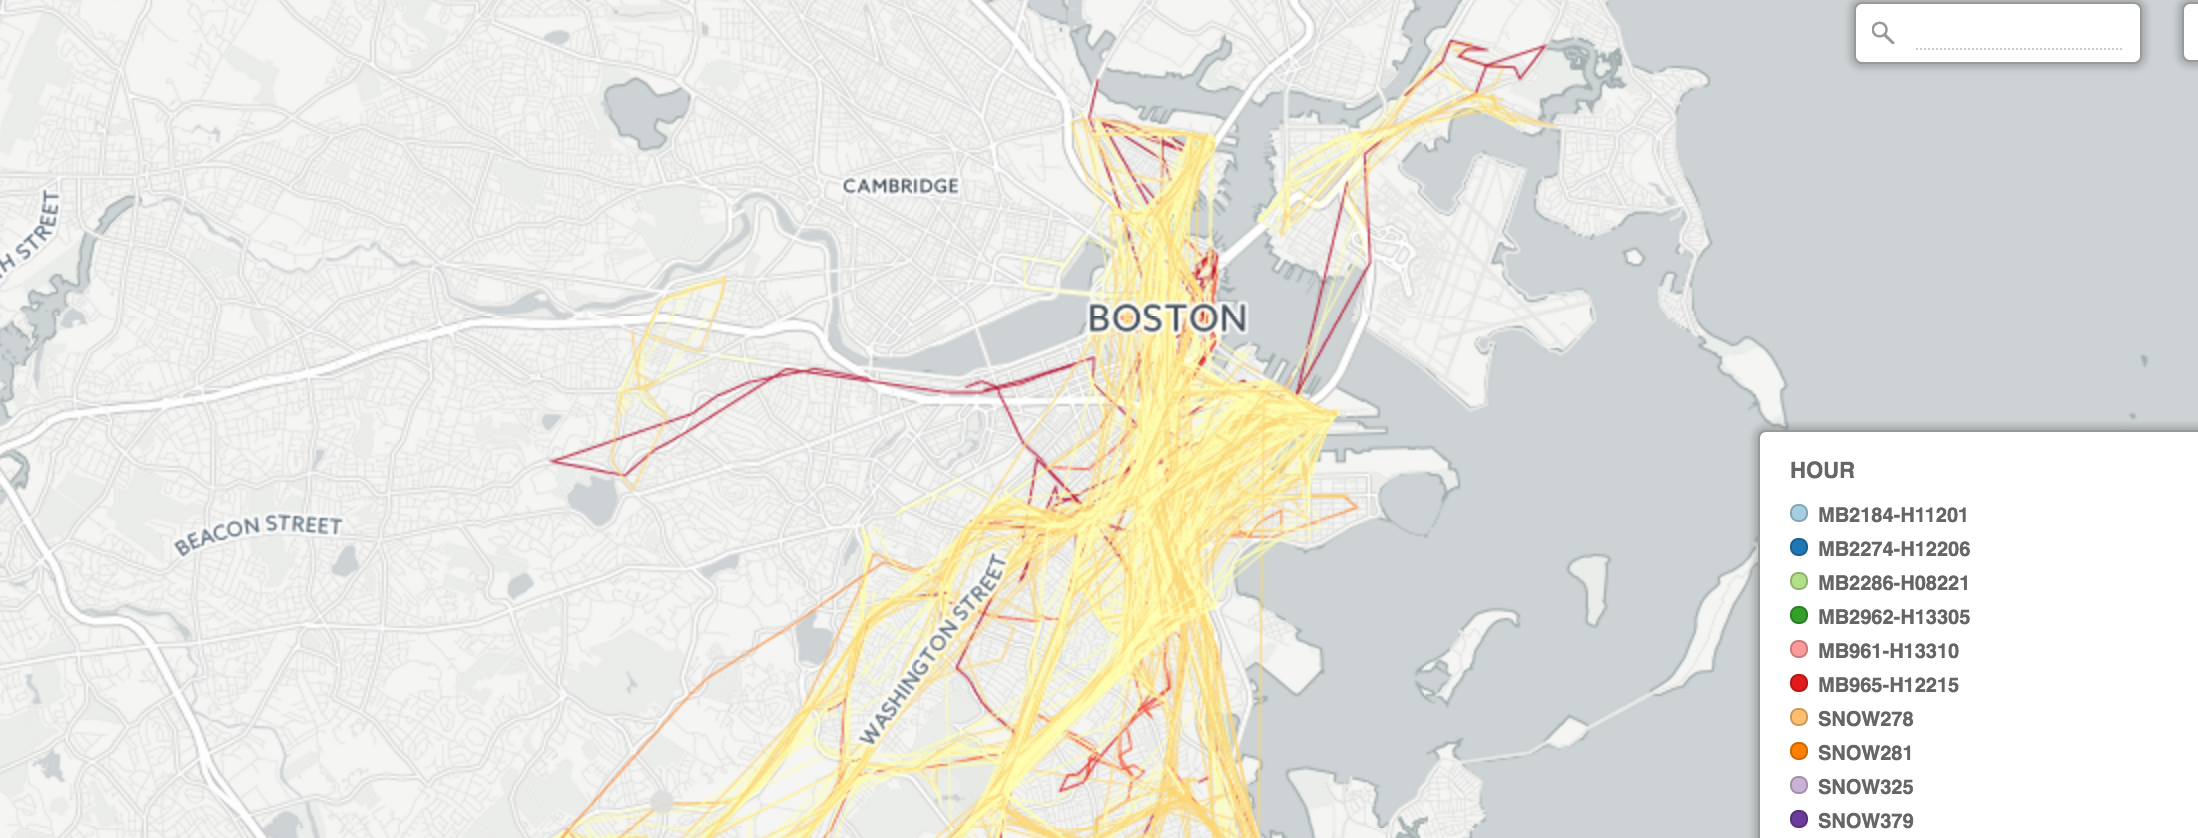 CAMBRIDGE
H STREET
BOSTON
BEACON STREET
WASHINGTON STREET
HOUR
MB2184-H11201
MB2274-H12206
MB2286-H08221
MB2962-H13305
MB961-H13310
MB965-H12215
SNOW278
SNOW281
SNOW325
SNOW379